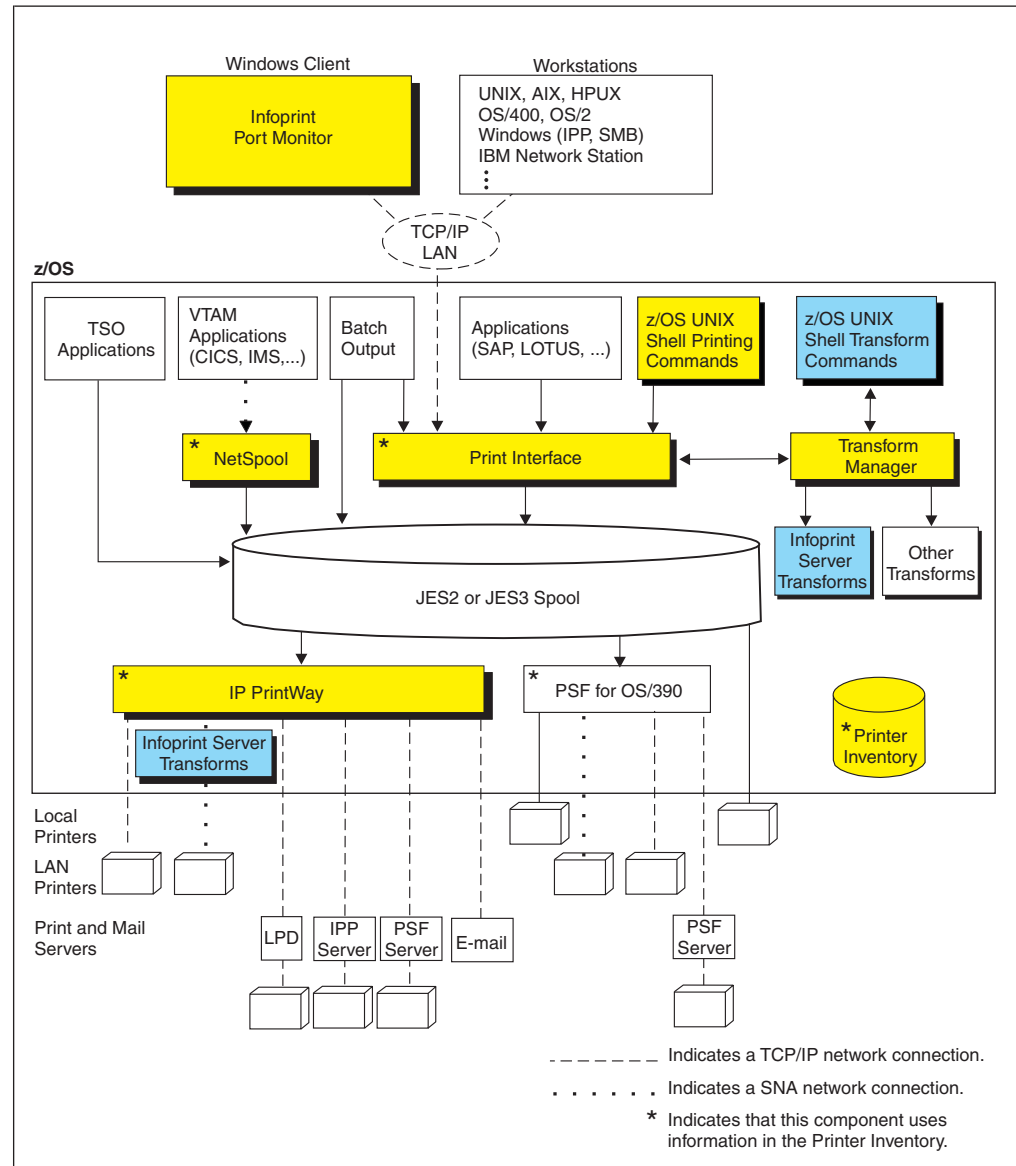 Windows Client
Infoprint
Port Monitor
Workstations
UNIX, AIX, HPUX
OS/400, OS/2
Windows (IPP, SMB)
IBM Network Station
TCP/IP
LAN
z/OS
TSO
Applications
VTAM
Applications
(CICS, IMS,...)
Batch
Output
Applications
(SAP, LOTUS, ...)
z/OS UNIX
Shell Printing
Commands
z/OS UNIX
Shell Transform
Commands
* NetSpool
* Print Interface
Transform
Manager
Infoprint
Server
Transforms
Other
Transforms
JES2 or JES3 Spool
* IP PrintWay
* PSF for OS/390
* Printer
Inventory
Infoprint Server
Transforms
Local
Printers
LAN
Printers
Print and Mail
Servers
LPD
IPP
Server
PSF
Server
E-mail
PSF
Server
Indicates a TCP/IP network connection.
Indicates a SNA network connection.
* Indicates that this component uses
information in the Printer Inventory.